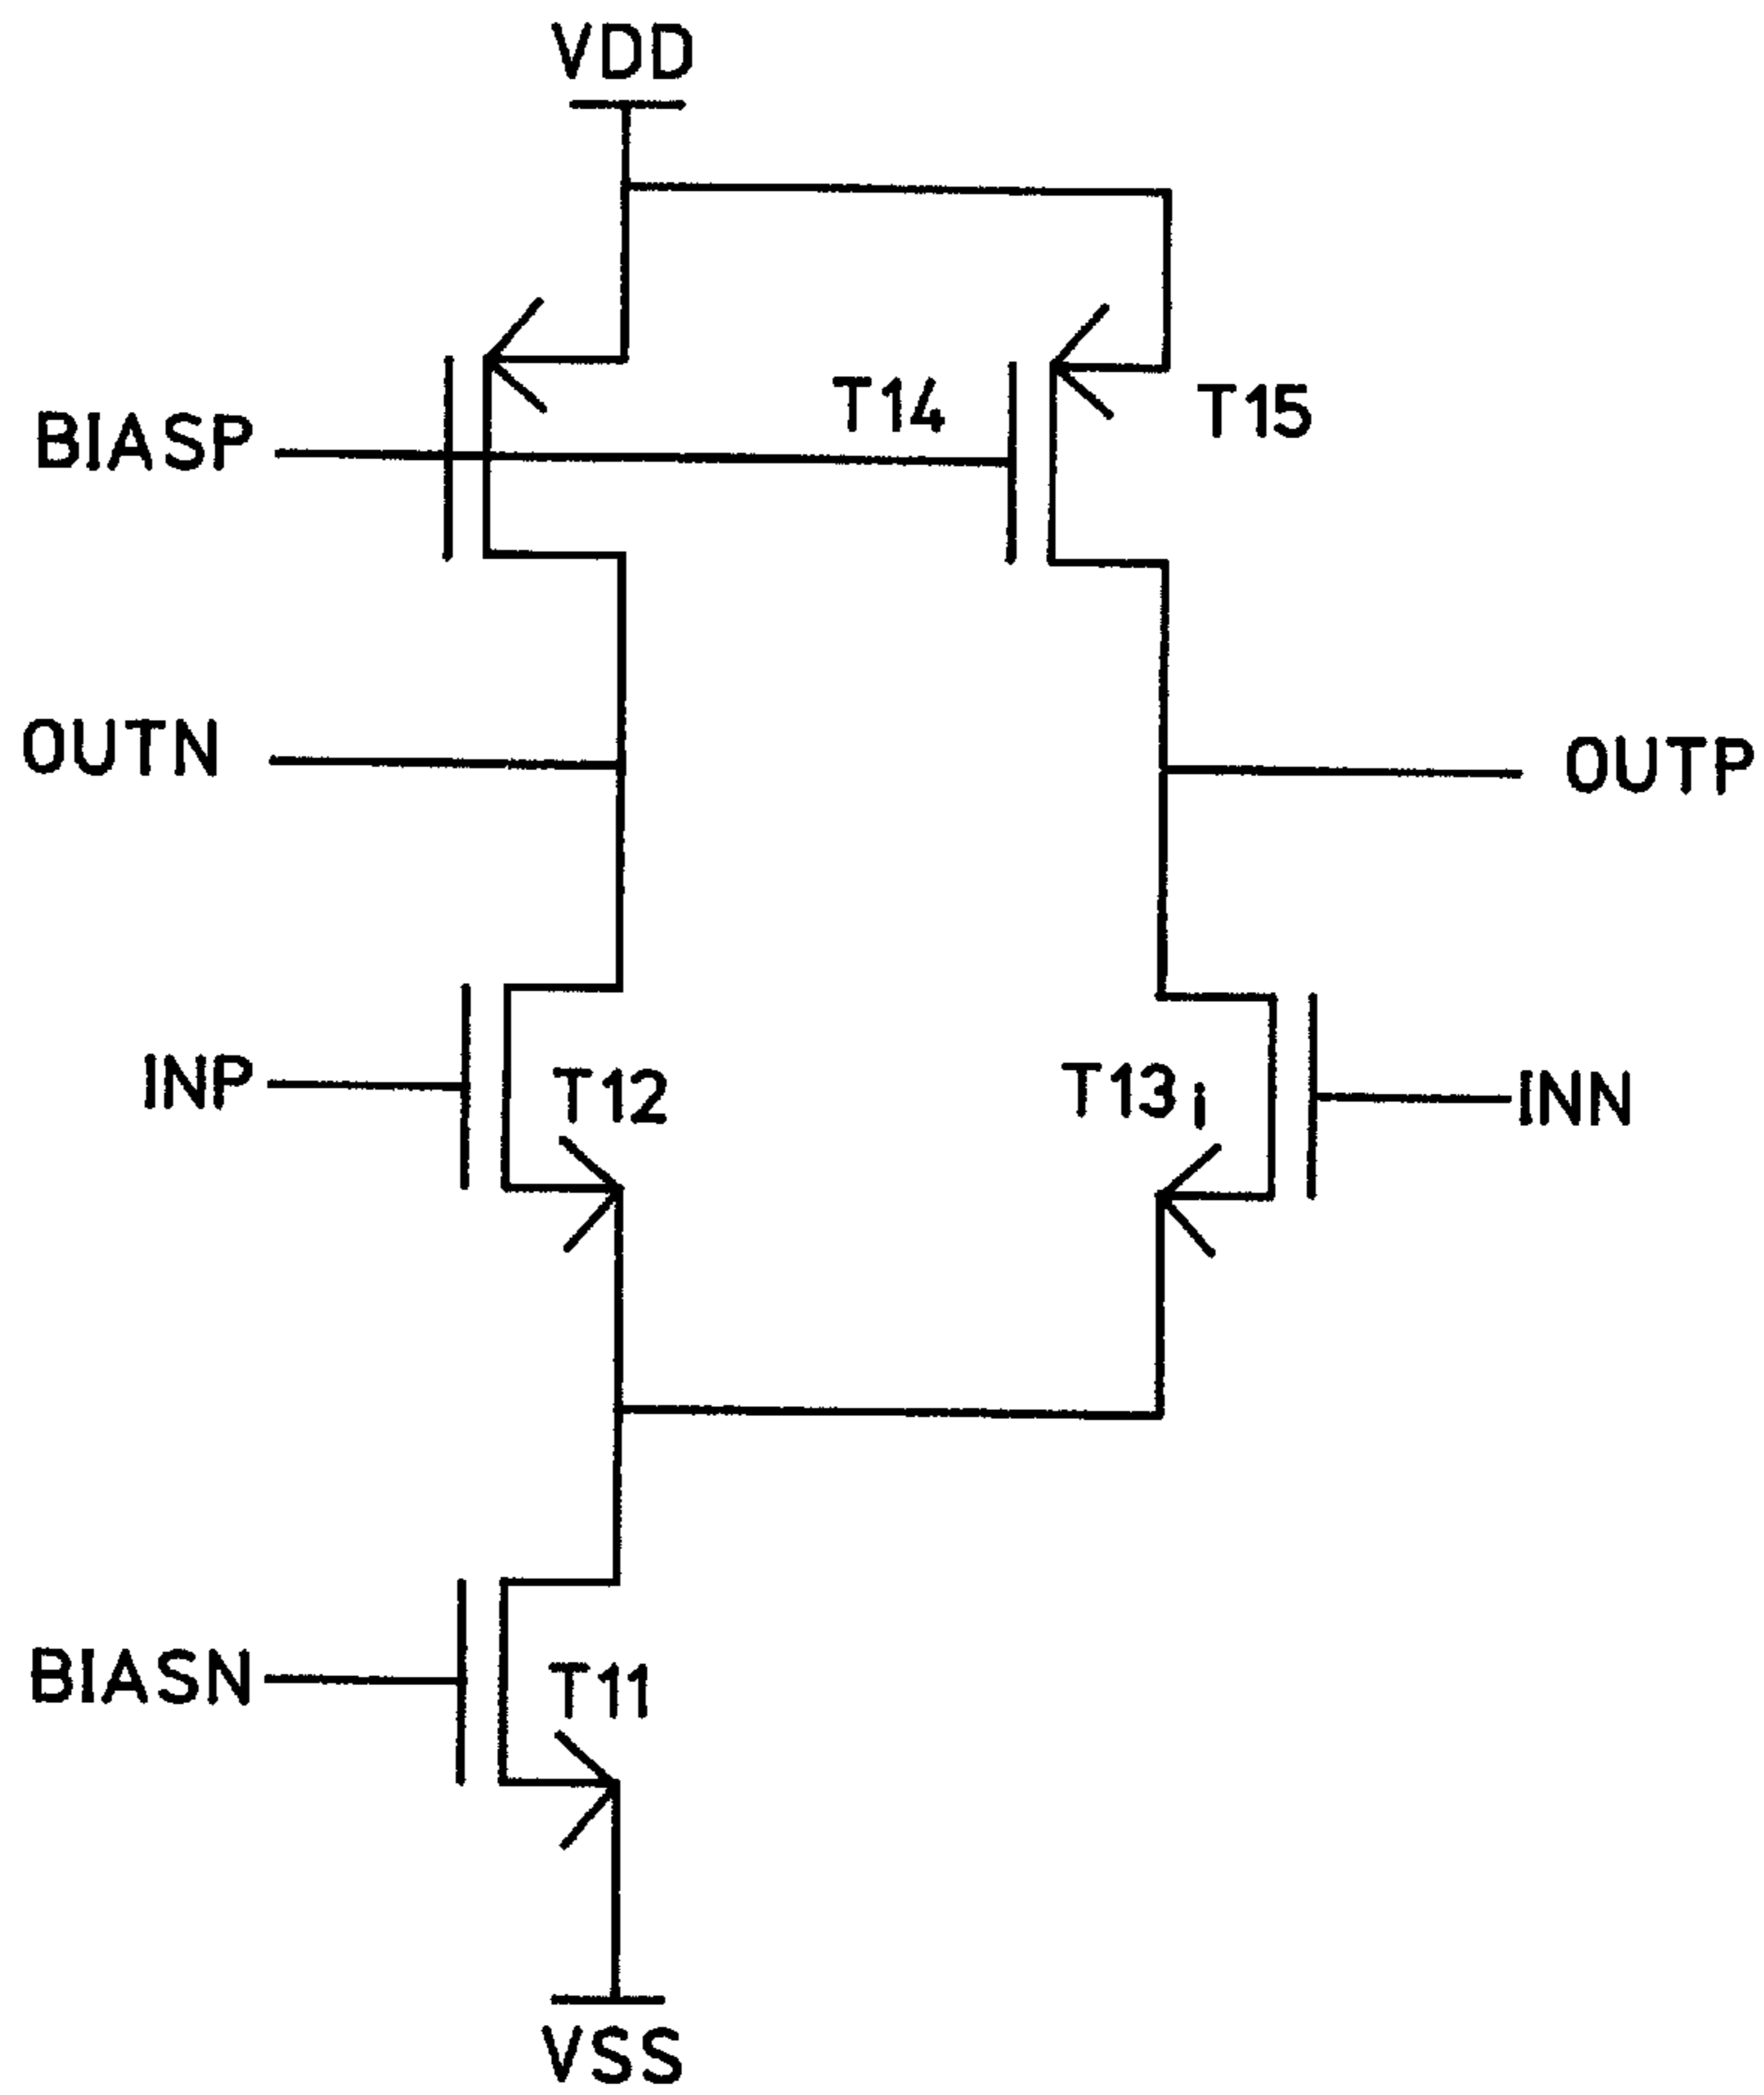 VDD
BIASP
T14
T15
OUTN
OUTP
INP
T12
T13
INN
BIASN
T11
VSS